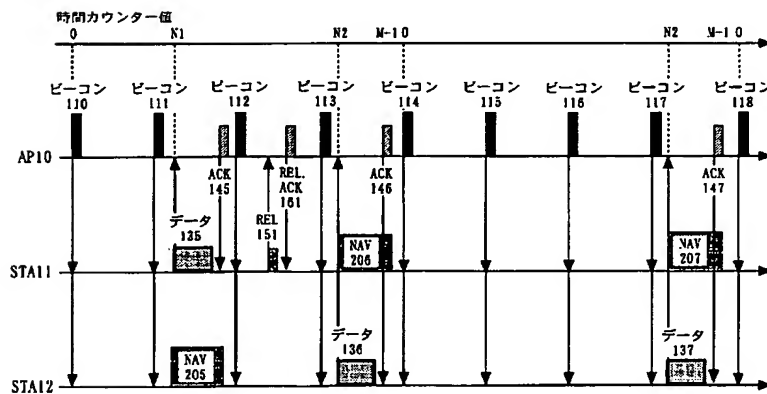 時間カウンター値
0 N1 N2 M-1 0 N2 M-1 0
ビーコン ビーコン ビーコン ビーコン ビーコン ビーコン ビーコン ビーコン ビーコン
110 111 112 113 114 115 116 117 118
AP10
ACK
145
REL.
ACK
161
ACK
146
ACK
147
データ
135
REL
151
NAV
206
NAV
207
STA11
データ
136
データ
137
NAV
205
STA12